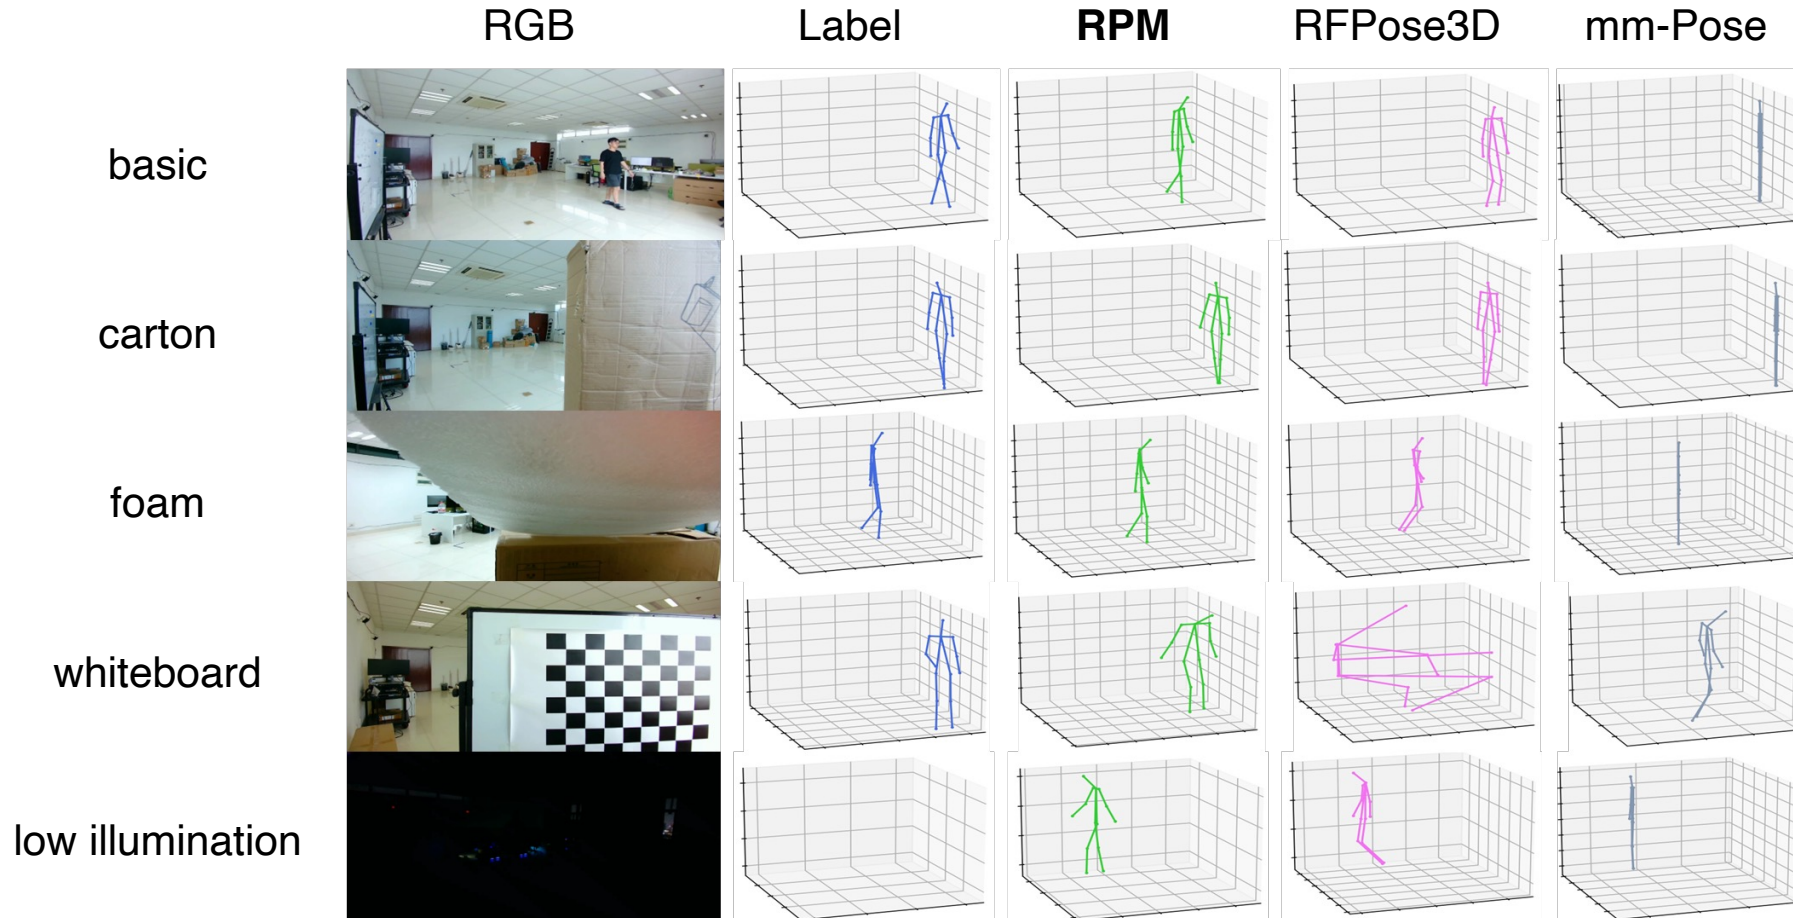 RGB Label RPM RFPose3D mm-Pose
basic
carton
foam
whiteboard
low illumination